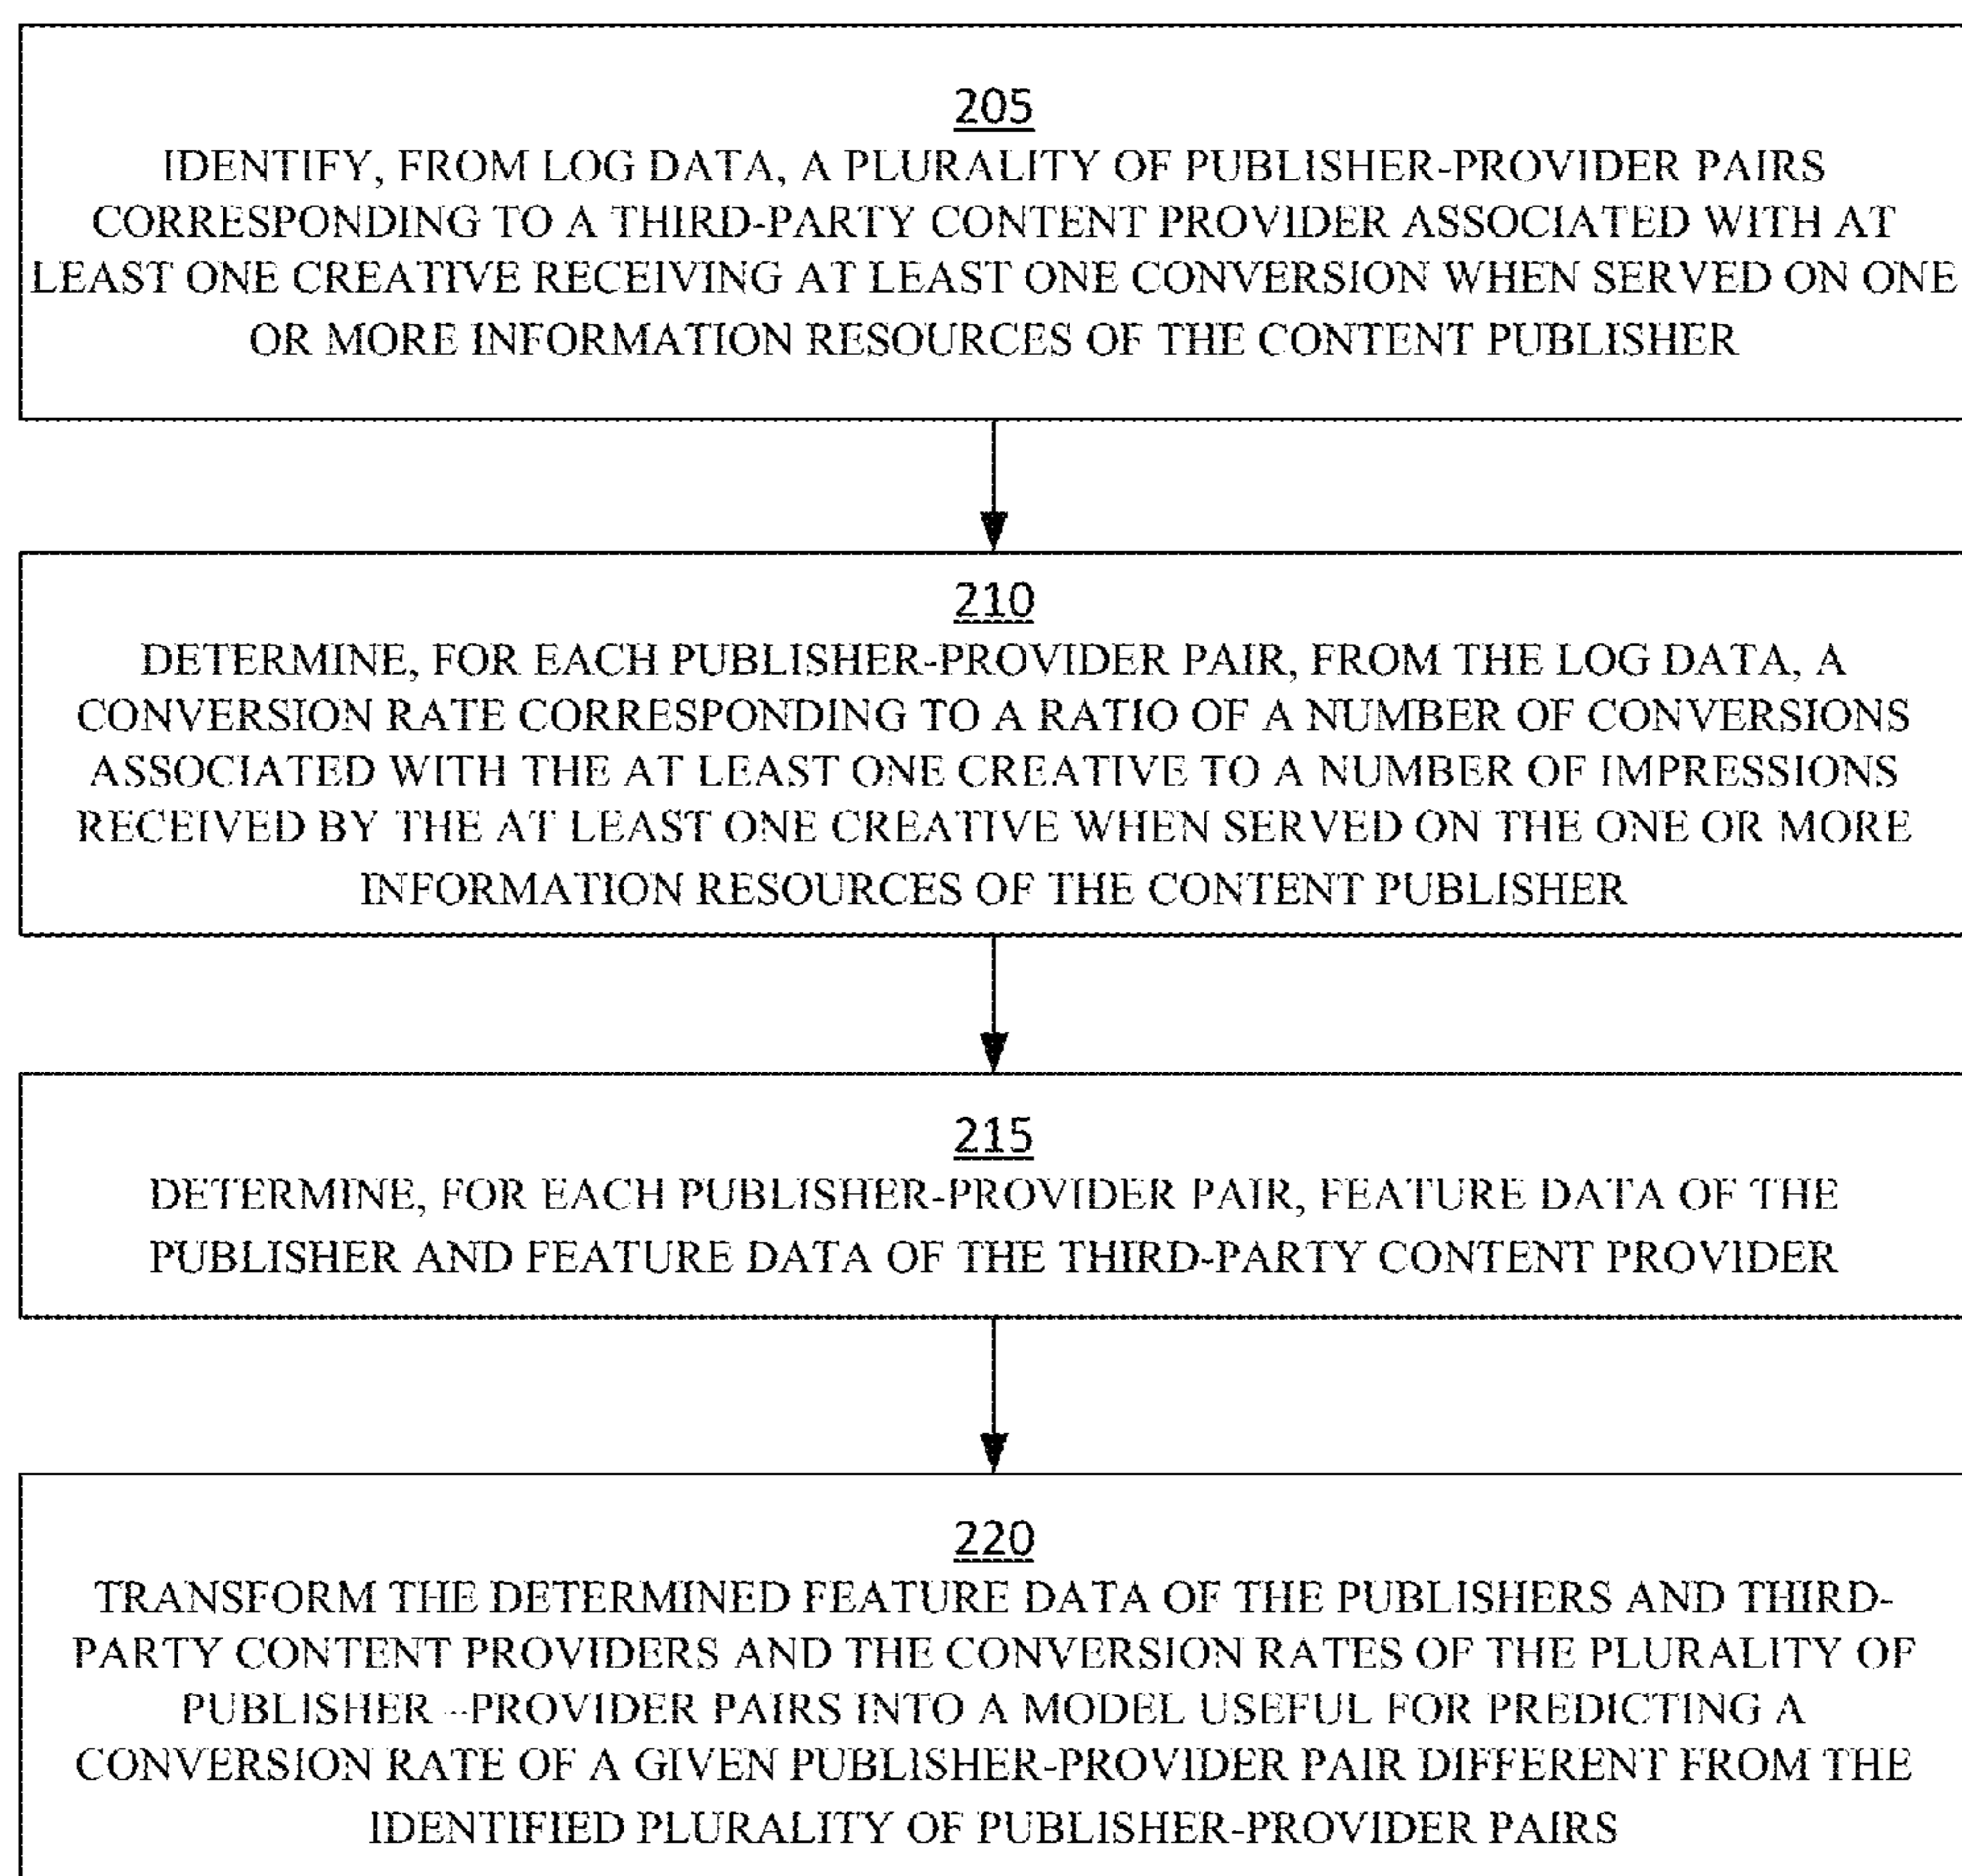 205
IDENTIFY, FROM LOG DATA, A PLURALITY OF PUBLISHER-PROVIDER PAIRS
CORRESPONDING TO A THIRD-PARTY CONTENT PROVIDER ASSOCIATED WITH AT
LEAST ONE CREATIVE RECEIVING AT LEAST ONE CONVERSION WHEN SERVED ON ONE
OR MORE INFORMATION RESOURCES OF THE CONTENT PUBLISHER
210
DETERMINE, FOR EACH PUBLISHER-PROVIDER PAIR, FROM THE LOG DATA, A
CONVERSION RATE CORRESPONDING TO A RATIO OF A NUMBER OF CONVERSIONS
ASSOCIATED WITH THE AT LEAST ONE CREATIVE TO A NUMBER OF IMPRESSIONS
RECEIVED BY THE AT LEAST ONE CREATIVE WHEN SERVED ON THE ONE OR MORE
INFORMATION RESOURCES OF THE CONTENT PUBLISHER
215
DETERMINE, FOR EACH PUBLISHER-PROVIDER PAIR, FEATURE DATA OF THE
PUBLISHER AND FEATURE DATA OF THE THIRD-PARTY CONTENT PROVIDER
220
TRANSFORM THE DETERMINED FEATURE DATA OF THE PUBLISHERS AND THIRD-
PARTY CONTENT PROVIDERS AND THE CONVERSION RATES OF THE PLURALITY OF
PUBLISHER –PROVIDER PAIRS INTO A MODEL USEFUL FOR PREDICTING A
CONVERSION RATE OF A GIVEN PUBLISHER-PROVIDER PAIR DIFFERENT FROM THE
IDENTIFIED PLURALITY OF PUBLISHER-PROVIDER PAIRS